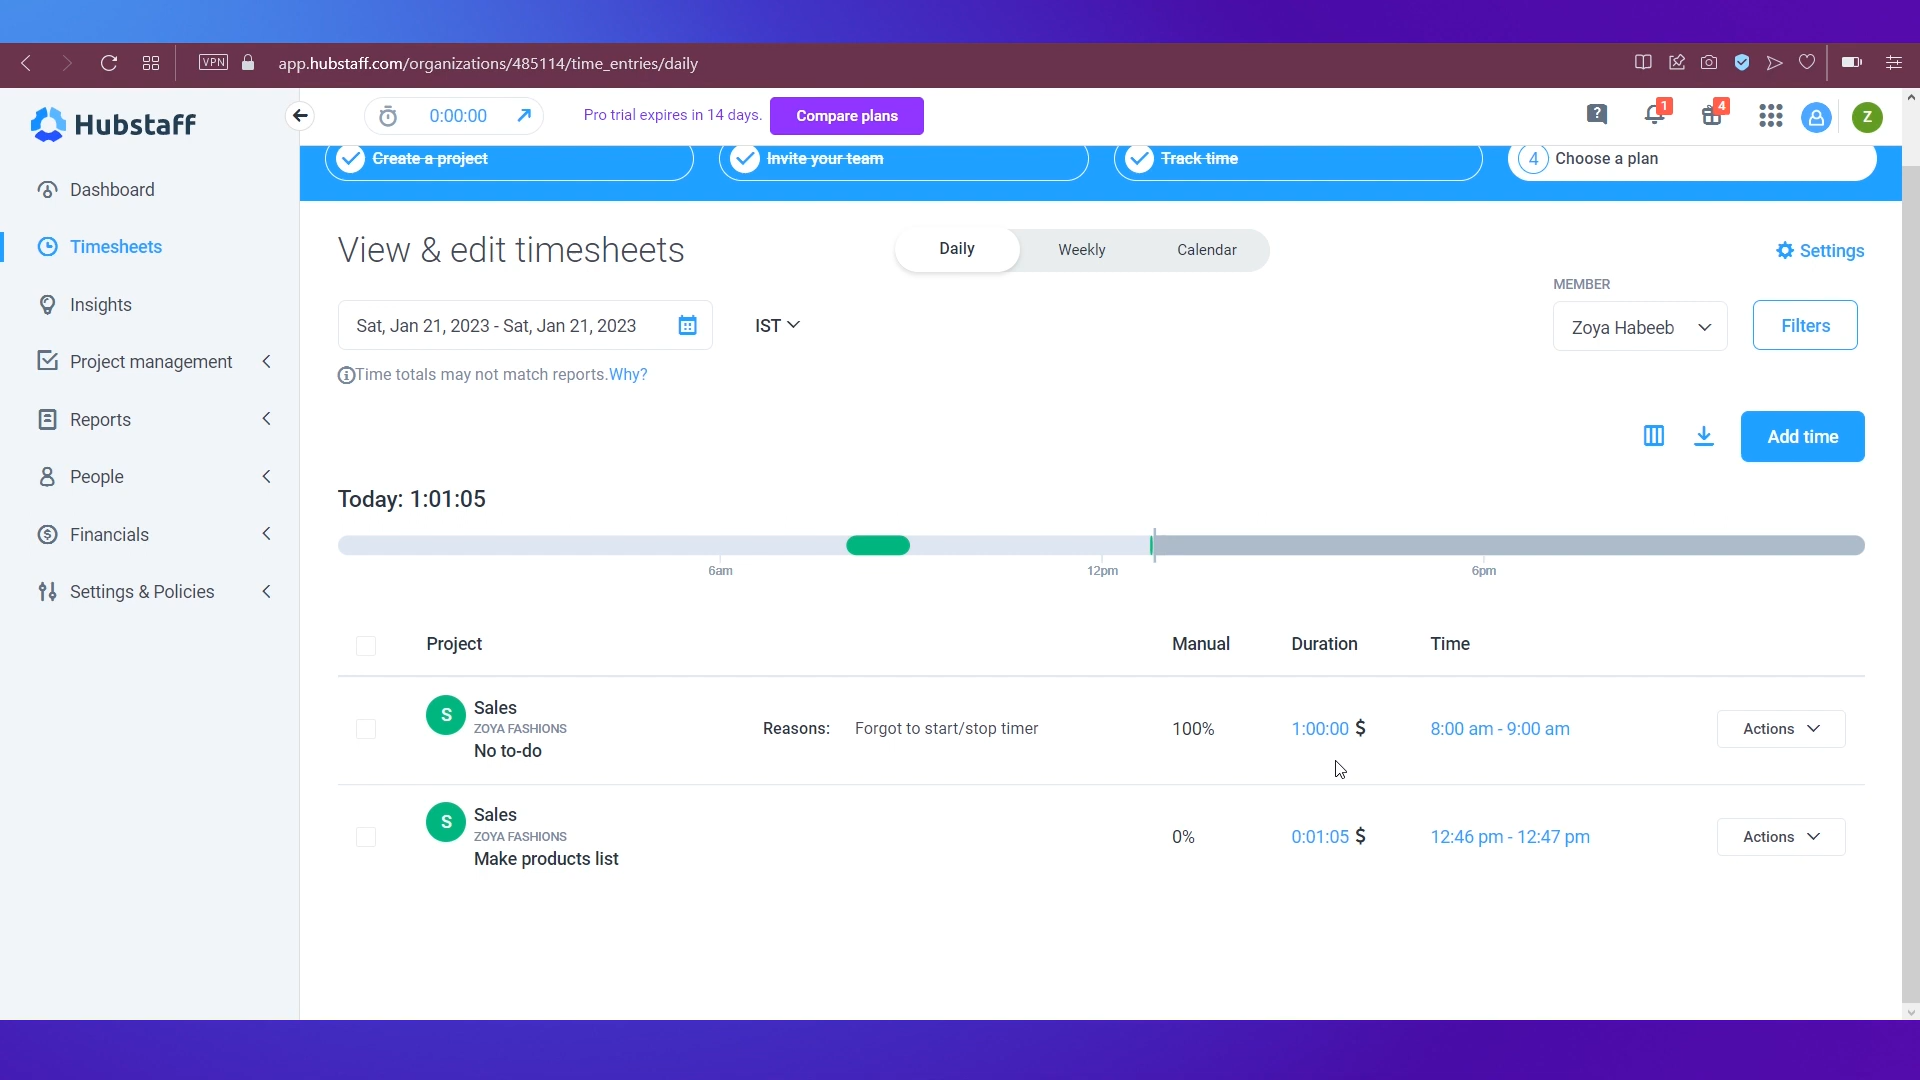 VPN
app.hubstaff.com/organizations/485114/time_entries/daily
Hubstaff
0:00:00
Pro trial expires in 14 days.
Compare plans
?
1
4
Z
Create a project
Invite your team
Track time
4 Choose a plan
Dashboard
Timesheets
Insights
Project management
Reports
People
Financials
Settings & Policies
View & edit timesheets
Daily
Weekly
Calendar
Settings
MEMBER
Sat, Jan 21, 2023 - Sat, Jan 21, 2023
IST
Zoya Habeeb
Filters
Time totals may not match reports.Why?
Add time
Today: 1:01:05
6am
12pm
6pm
Project
Manual
Duration
Time
S
Sales
ZOYA FASHIONS
No to-do
Reasons: Forgot to start/stop timer
100%
1:00:00 $
8:00 am - 9:00 am
Actions
S
Sales
ZOYA FASHIONS
Make products list
0%
0:01:05 $
12:46 pm - 12:47 pm
Actions